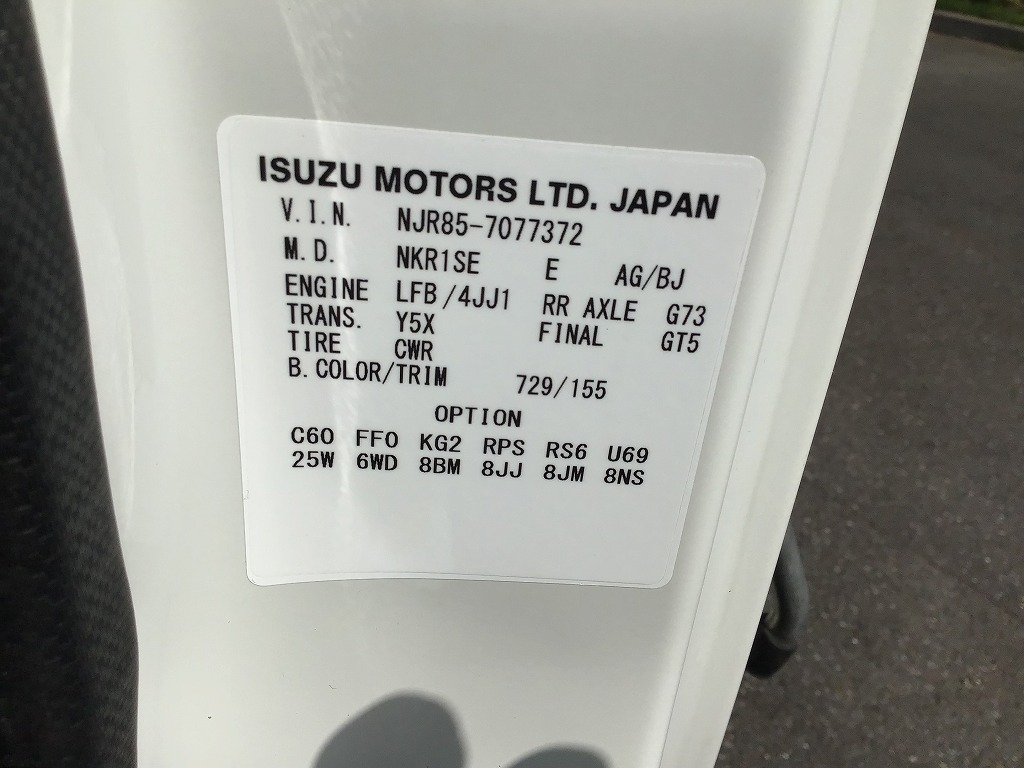 ISUZU MOTORS LTD. JAPAN
V.I.N. NJR85-7077372
M.D. NKR1SE E AG/BJ
ENGINE LFB/4JJ1 RR AXLE G73
TRANS. Y5X FINAL GT5
TIRE CWR
B.COLOR/TRIM 729/155
OPTION
C60 FF0 KG2 RPS RS6 U69
25W 6WD 8BM 8JJ 8JM 8NS